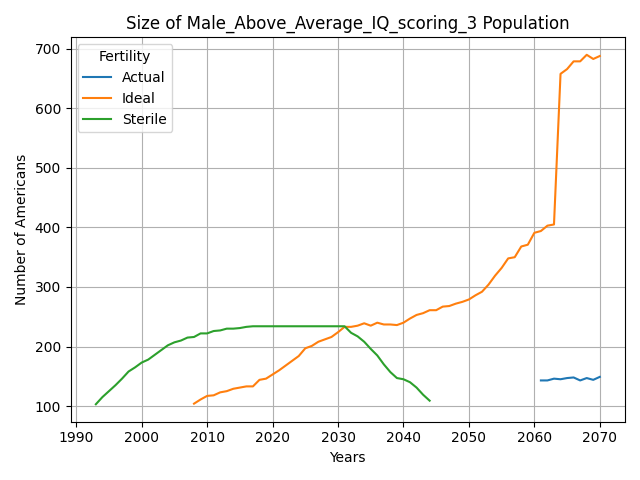 Size of Male_Above_Average_IQ_scoring_3 Population
Fertility
Actual
Ideal
Sterile
Number of Americans
700
600
500
400
300
200
100
1990 2000 2010 2020 2030 2040 2050 2060 2070
Years